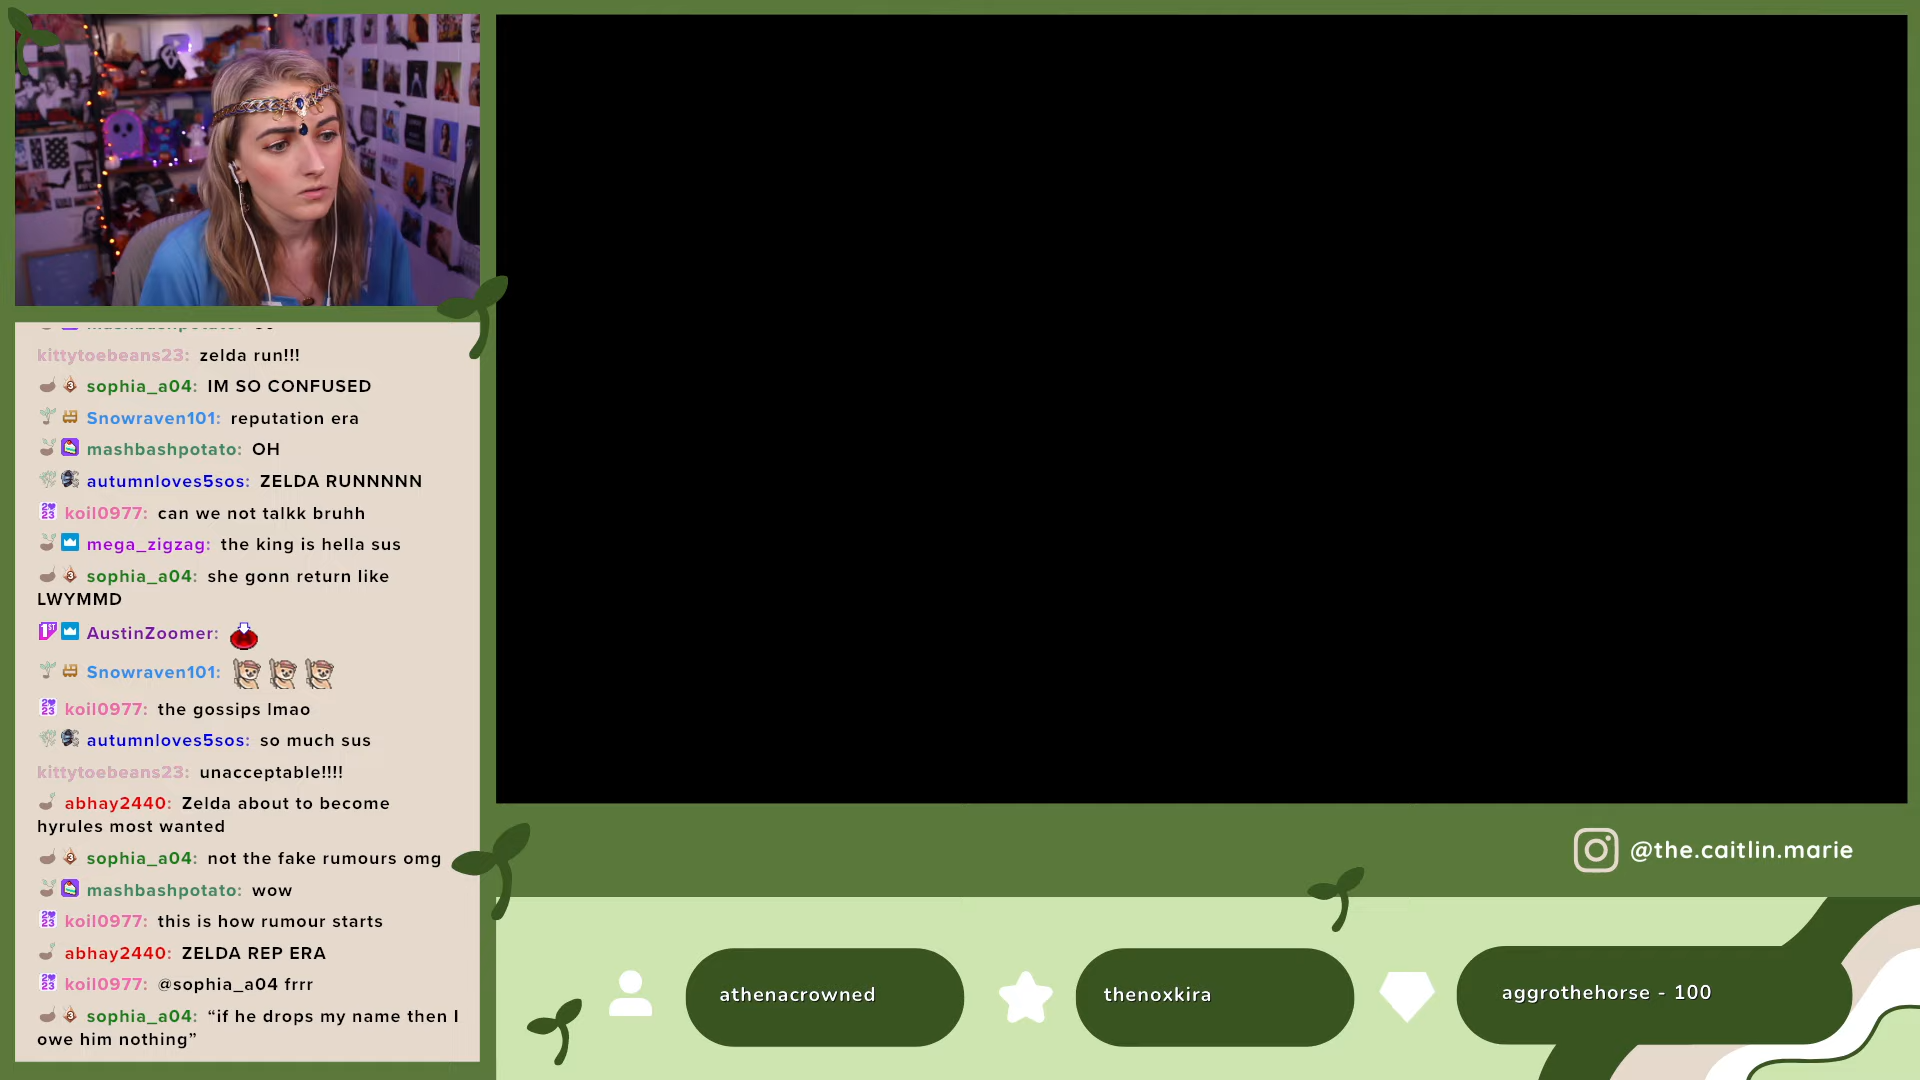 kittytoebeans23: zelda run!!!
sophia_a04: IM SO CONFUSED
Snowraven101: reputation era
mashbashpotato: OH
autumnloves5sos: ZELDA RUNNNNN
koil0977: can we not talkk bruhh
mega_zigzag: the king is hella sus
sophia_a04: she gonn return like
LWYMMD
AustinZoomer:
Snowraven101:
koil0977: the gossips lmao
autumnloves5sos: so much sus
kittytoebeans23: unacceptable!!!!
abhay2440: Zelda about to become
hyrules most wanted
sophia_a04: not the fake rumours omg
mashbashpotato: wow
koil0977: this is how rumour starts
abhay2440: ZELDA REP ERA
koil0977: @sophia_a04 frrr
sophia_a04: “if he drops my name then I
owe him nothing”
@the.caitlin.marie
athenacrowned
thenoxkira
aggrothehorse - 100